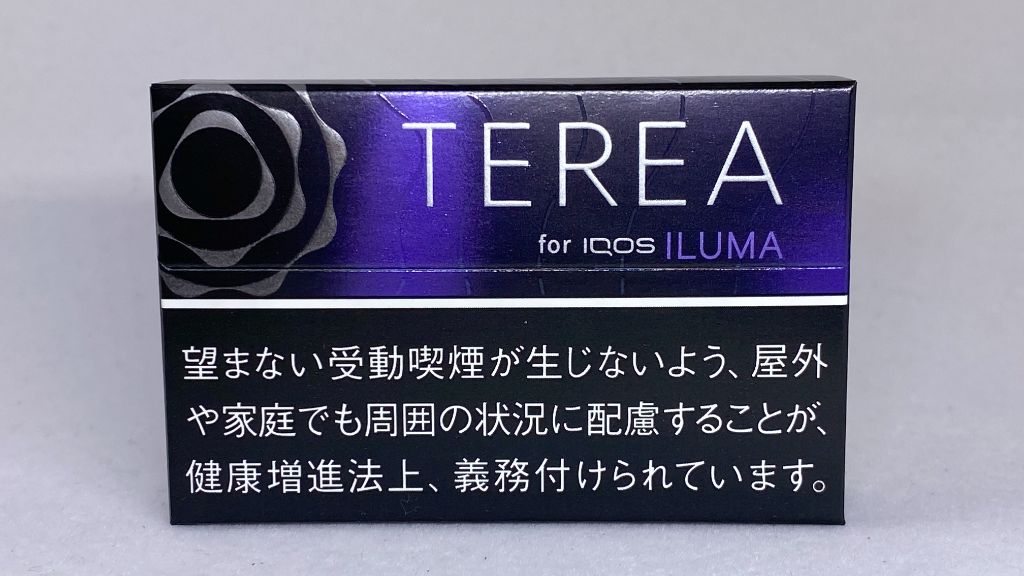 TEREA
for IQOS ILUMA
望まない受動喫煙が生じないよう、屋外
や家庭でも周囲の状況に配慮することが、
健康増進法上、義務付けられています。